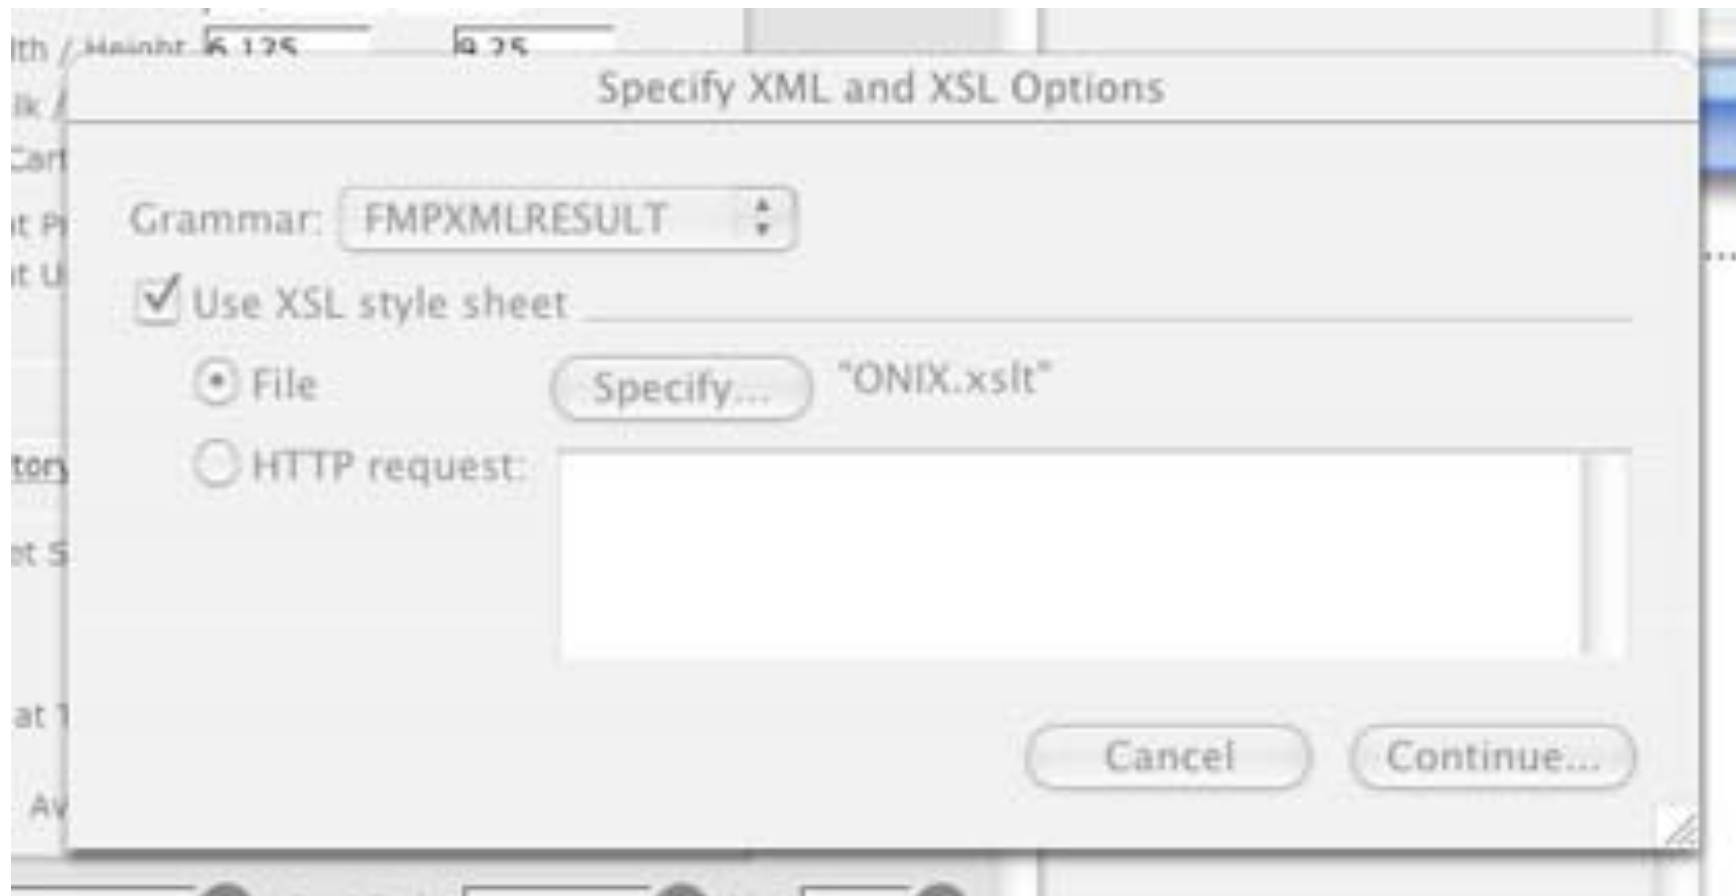 / Height 6.125 9.25
Specify XML and XSL Options
Grammar: FMPXMLRESULT
Use XSL style sheet
File Specify... "ONIX.xslt"
HTTP request:
Cancel Continue...